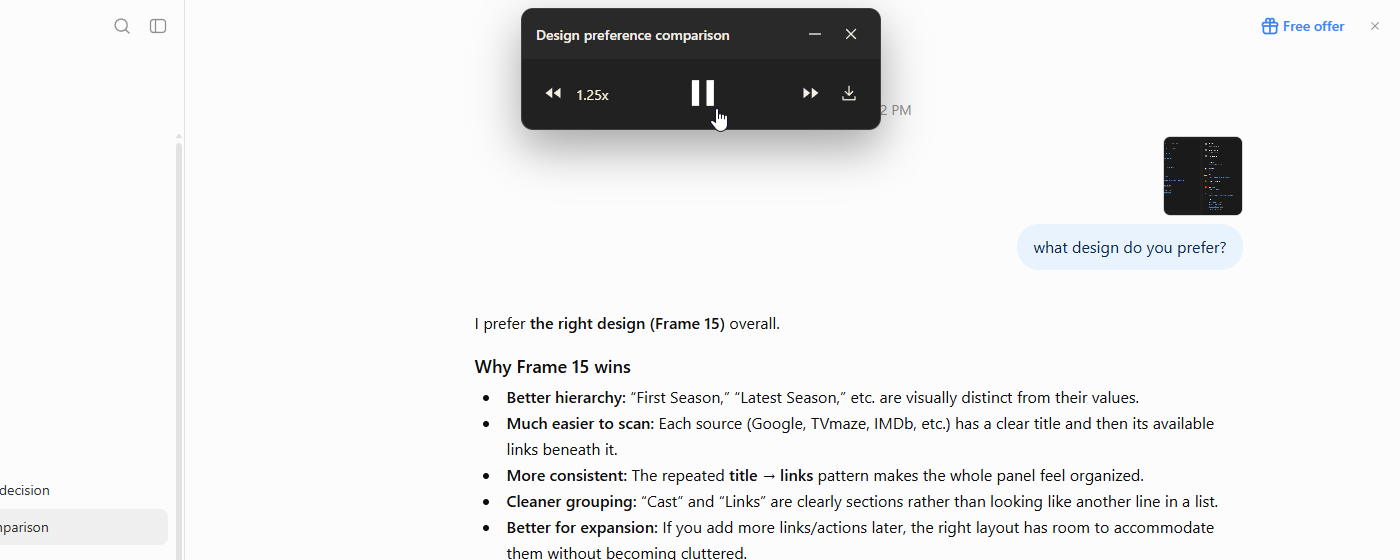 Design preference comparison
Free offer
1.25x
2 PM
what design do you prefer?
I prefer the right design (Frame 15) overall.
Why Frame 15 wins
• Better hierarchy: “First Season,” “Latest Season,” etc. are visually distinct from their values.
• Much easier to scan: Each source (Google, TVmaze, IMDb, etc.) has a clear title and then its available
links beneath it.
• More consistent: The repeated title → links pattern makes the whole panel feel organized.
decision
• Cleaner grouping: “Cast” and “Links” are clearly sections rather than looking like another line in a list.
nparison
• Better for expansion: If you add more links/actions later, the right layout has room to accommodate
them without becoming cluttered.